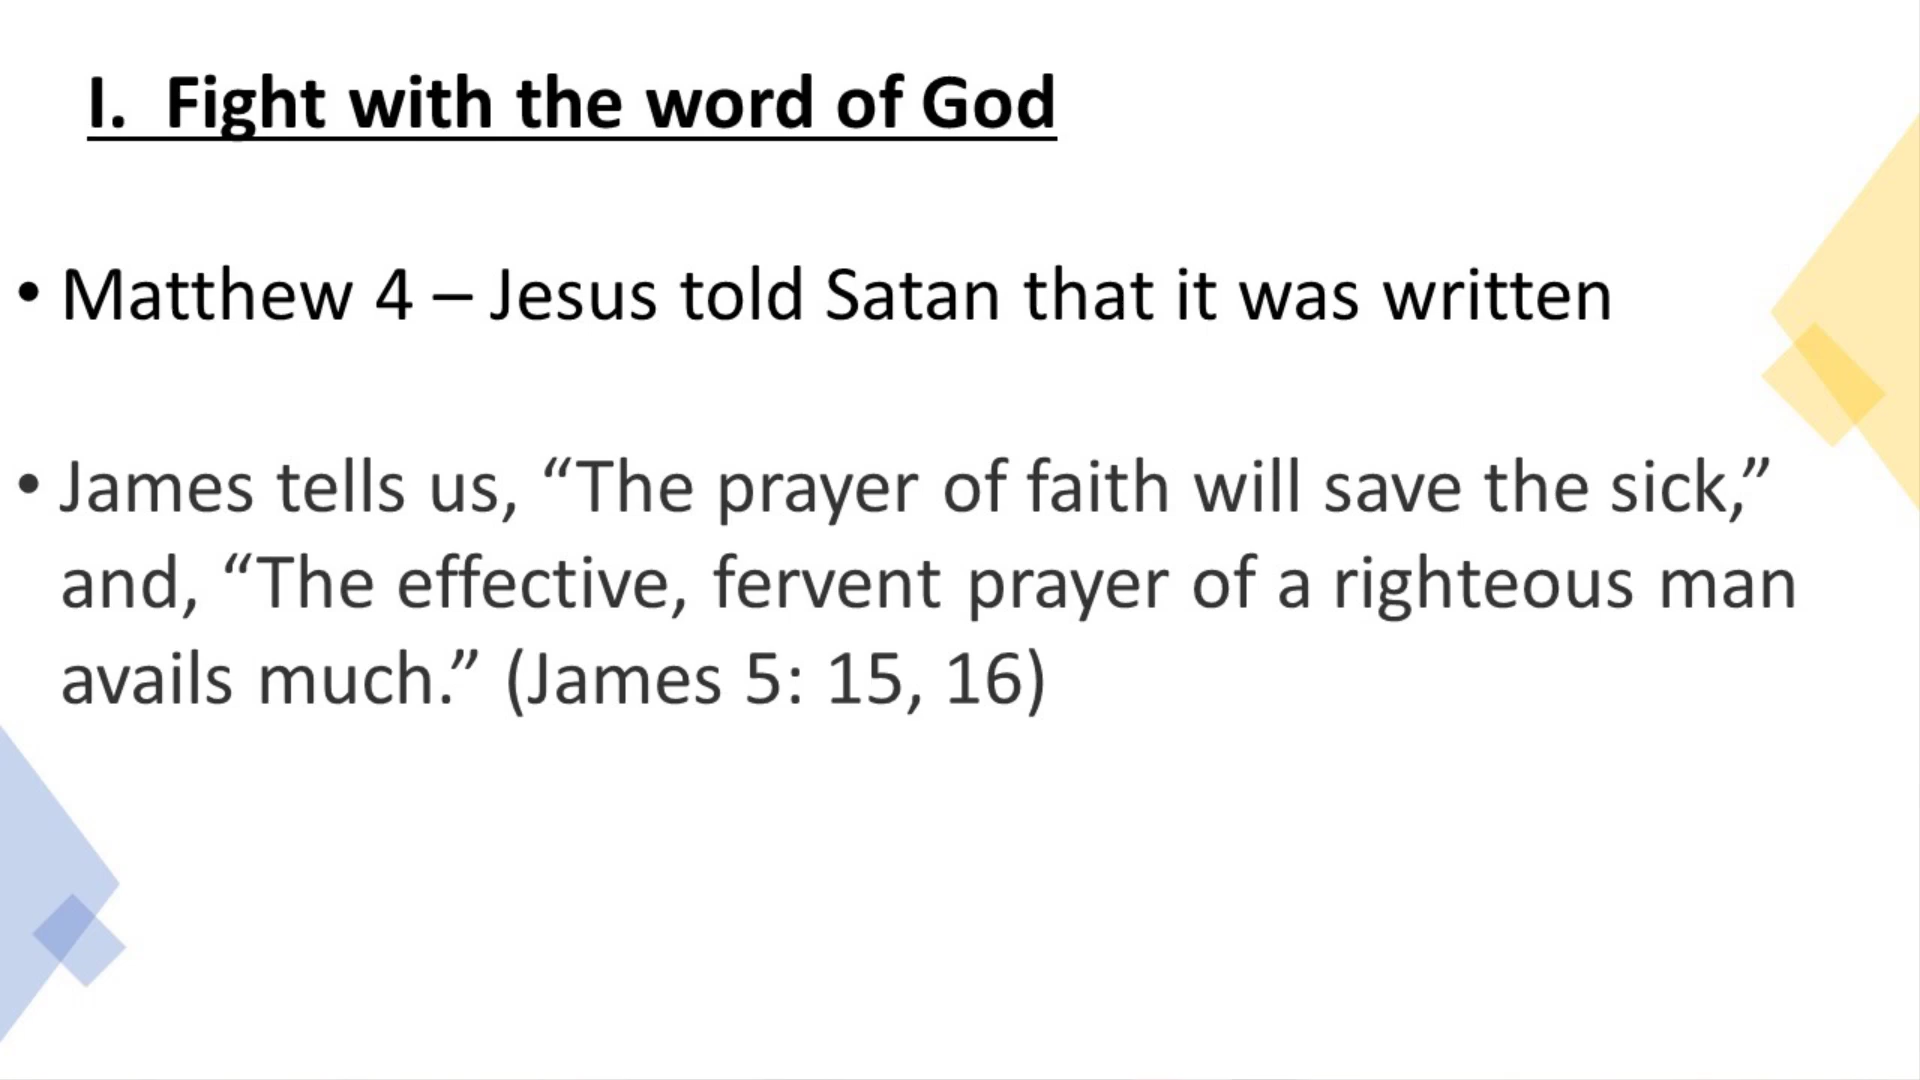 I.  Fight with the word of God
• Matthew 4 – Jesus told Satan that it was written
• James tells us, “The prayer of faith will save the sick,”
and, “The effective, fervent prayer of a righteous man
avails much.” (James 5: 15, 16)